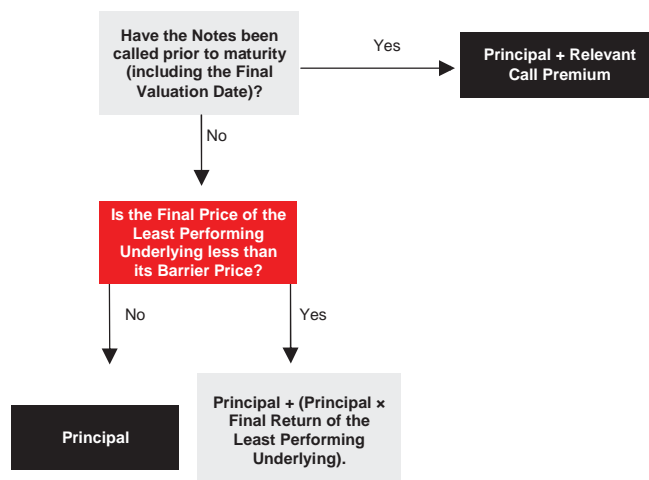 Have the Notes been
called prior to maturity
(including the Final
Valuation Date)?
Yes
Principal + Relevant
Call Premium
No
Is the Final Price of the
Least Performing
Underlying less than
its Barrier Price?
No
Yes
Principal
Principal + (Principal ×
Final Return of the
Least Performing
Underlying).